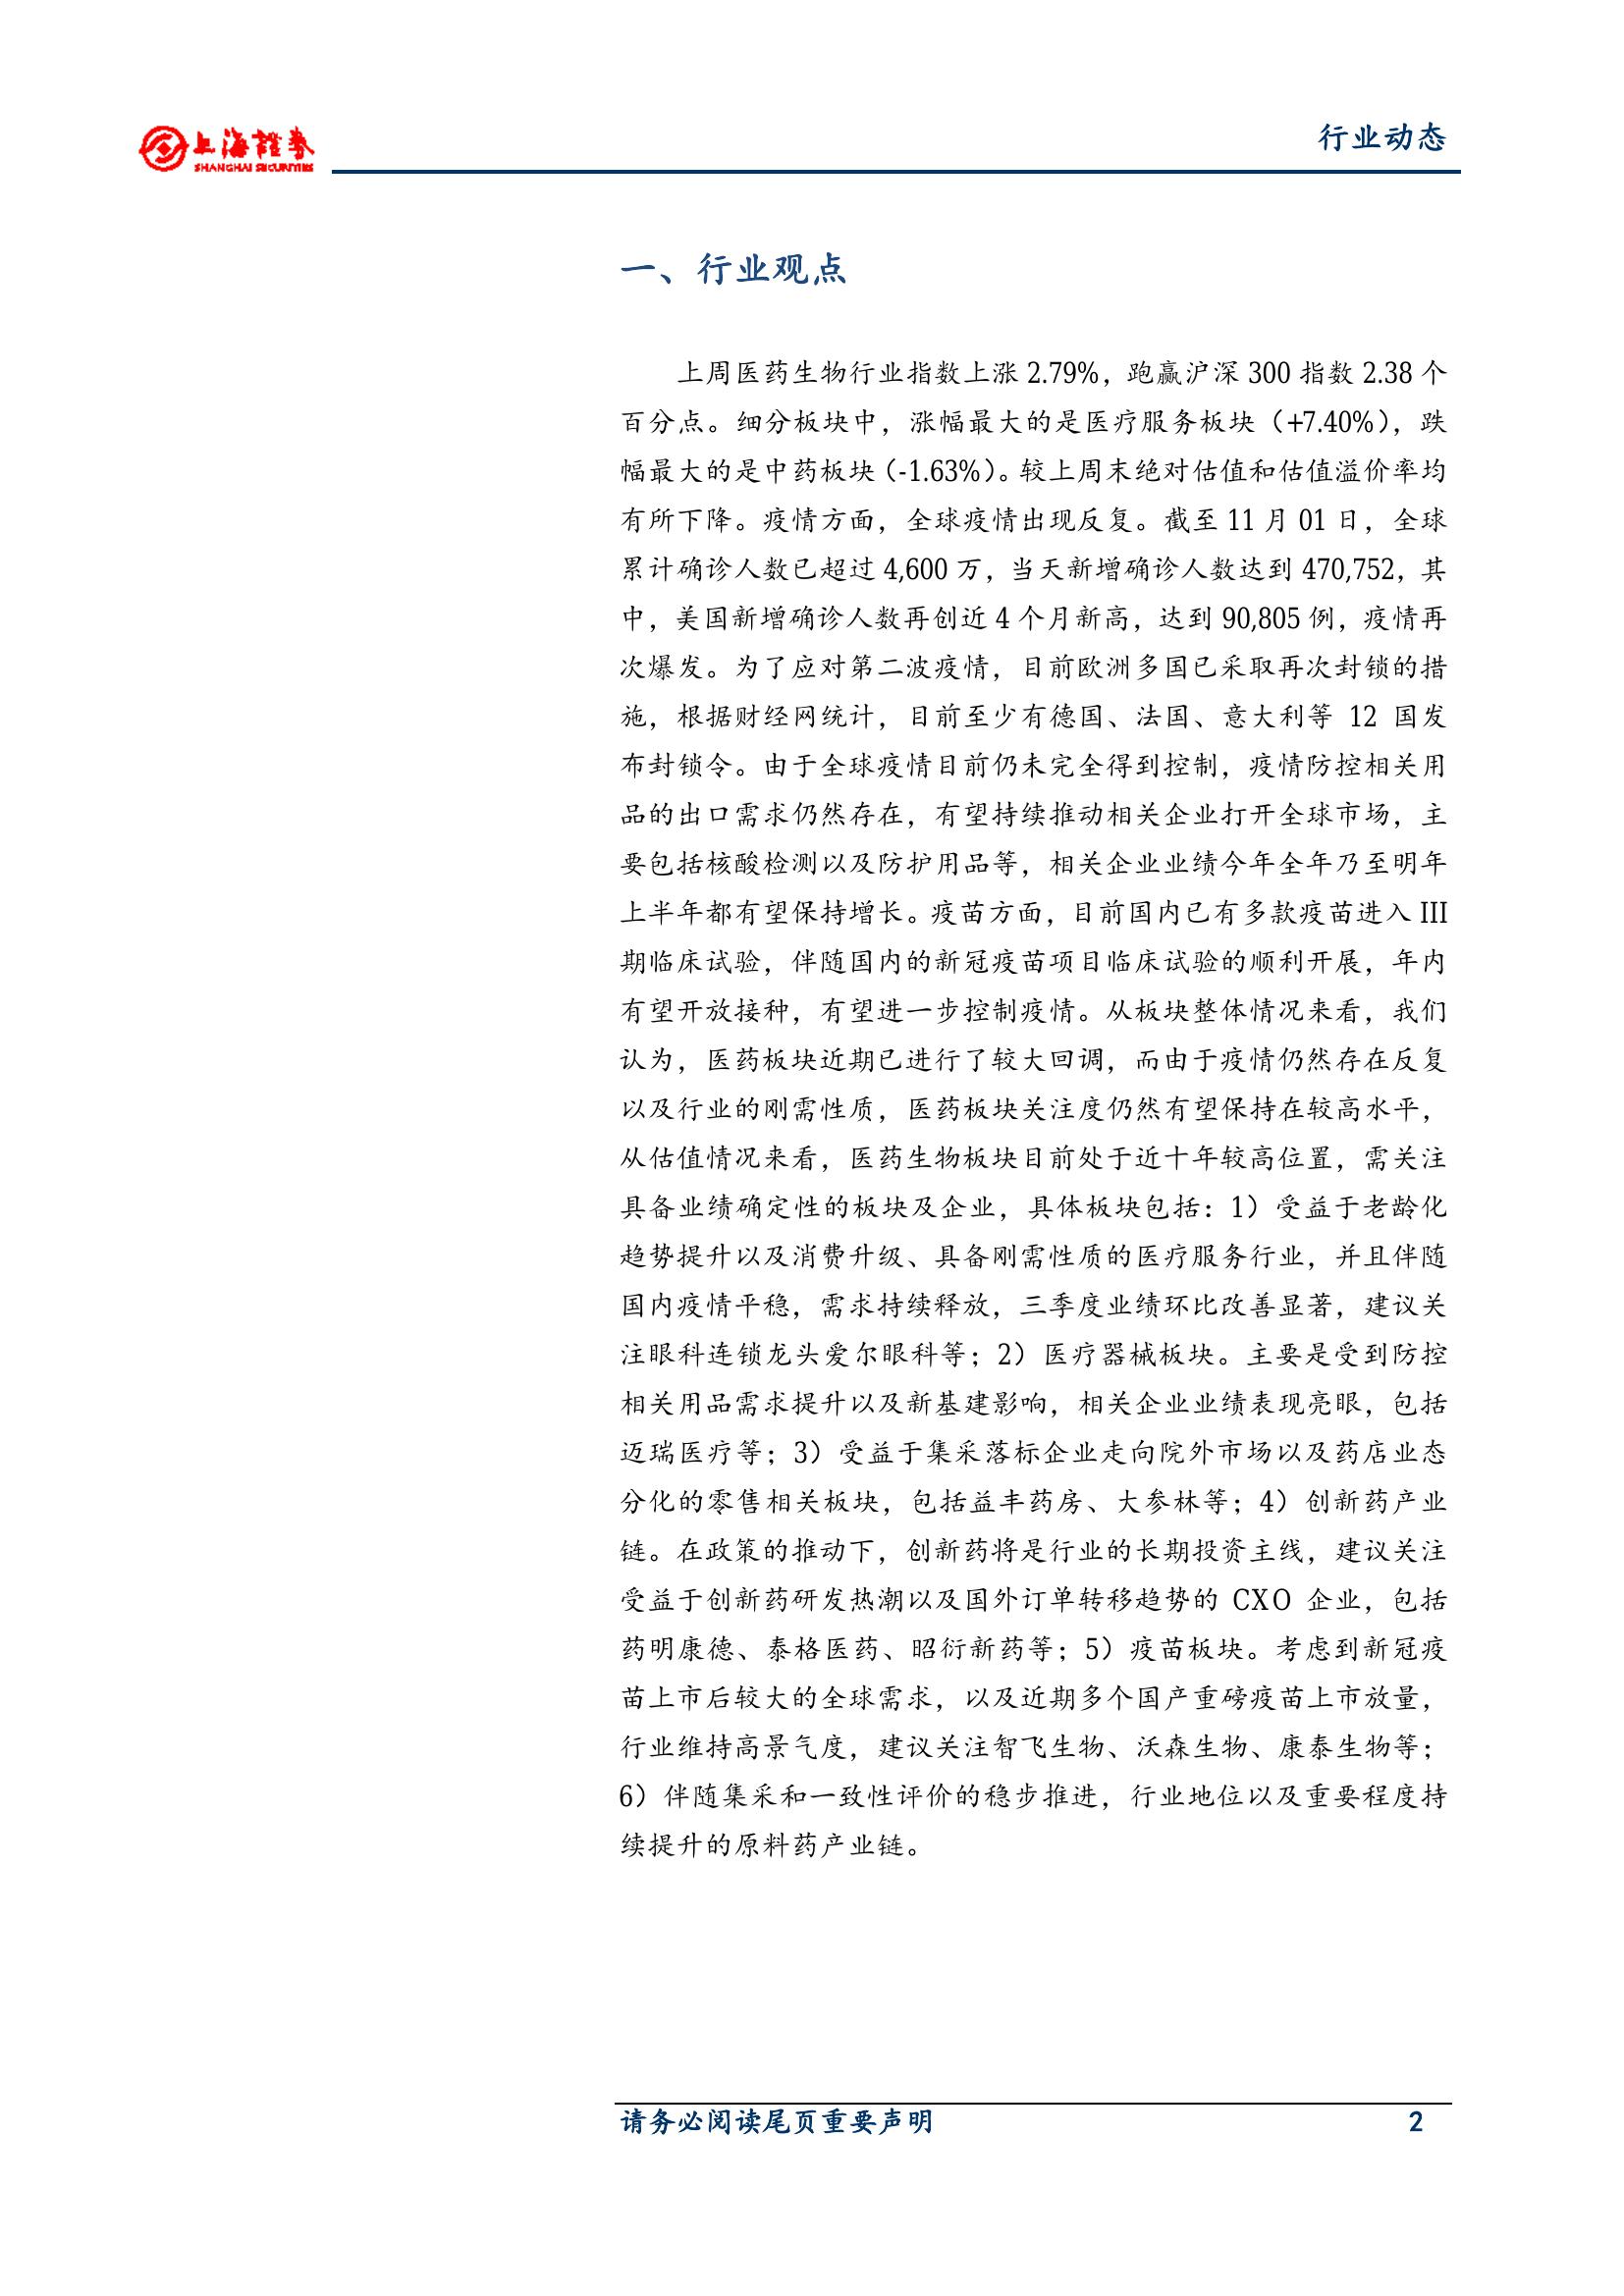 上海證券
SHANGHAI SECURITIES
行业动态
一、行业观点
上周医药生物行业指数上涨 2.79%，跑赢沪深 300 指数 2.38 个
百分点。细分板块中，涨幅最大的是医疗服务板块（+7.40%），跌
幅最大的是中药板块（-1.63%）。较上周末绝对估值和估值溢价率均
有所下降。疫情方面，全球疫情出现反复。截至 11 月 01 日，全球
累计确诊人数已超过 4,600 万，当天新增确诊人数达到 470,752，其
中，美国新增确诊人数再创近 4 个月新高，达到 90,805 例，疫情再
次爆发。为了应对第二波疫情，目前欧洲多国已采取再次封锁的措
施，根据财经网统计，目前至少有德国、法国、意大利等 12 国发
布封锁令。由于全球疫情目前仍未完全得到控制，疫情防控相关用
品的出口需求仍然存在，有望持续推动相关企业打开全球市场，主
要包括核酸检测以及防护用品等，相关企业业绩今年全年乃至明年
上半年都有望保持增长。疫苗方面，目前国内已有多款疫苗进入 III
期临床试验，伴随国内的新冠疫苗项目临床试验的顺利开展，年内
有望开放接种，有望进一步控制疫情。从板块整体情况来看，我们
认为，医药板块近期已进行了较大回调，而由于疫情仍然存在反复
以及行业的刚需性质，医药板块关注度仍然有望保持在较高水平，
从估值情况来看，医药生物板块目前处于近十年较高位置，需关注
具备业绩确定性的板块及企业，具体板块包括：1）受益于老龄化
趋势提升以及消费升级、具备刚需性质的医疗服务行业，并且伴随
国内疫情平稳，需求持续释放，三季度业绩环比改善显著，建议关
注眼科连锁龙头爱尔眼科等；2）医疗器械板块。主要是受到防控
相关用品需求提升以及新基建影响，相关企业业绩表现亮眼，包括
迈瑞医疗等；3）受益于集采落标企业走向院外市场以及药店业态
分化的零售相关板块，包括益丰药房、大参林等；4）创新药产业
链。在政策的推动下，创新药将是行业的长期投资主线，建议关注
受益于创新药研发热潮以及国外订单转移趋势的 CXO 企业，包括
药明康德、泰格医药、昭衍新药等；5）疫苗板块。考虑到新冠疫
苗上市后较大的全球需求，以及近期多个国产重磅疫苗上市放量，
行业维持高景气度，建议关注智飞生物、沃森生物、康泰生物等；
6）伴随集采和一致性评价的稳步推进，行业地位以及重要程度持
续提升的原料药产业链。
请务必阅读尾页重要声明 2